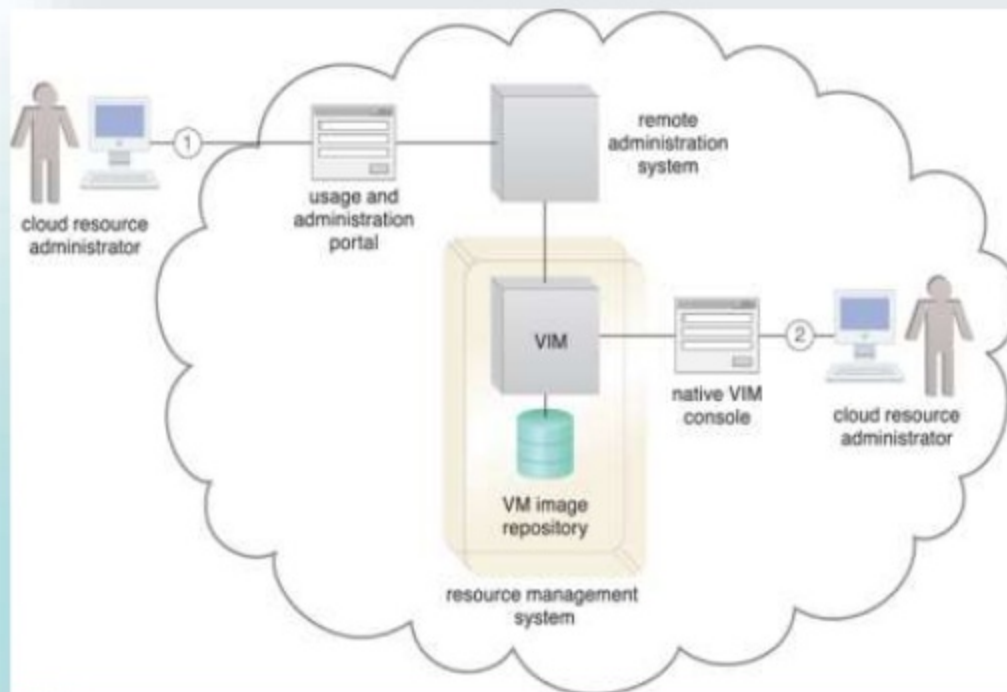 1
usage and
administration
portal
remote
administration
system
cloud resource
administrator
VIM
2
native VIM
console
cloud resource
administrator
VM image
repository
resource management
system